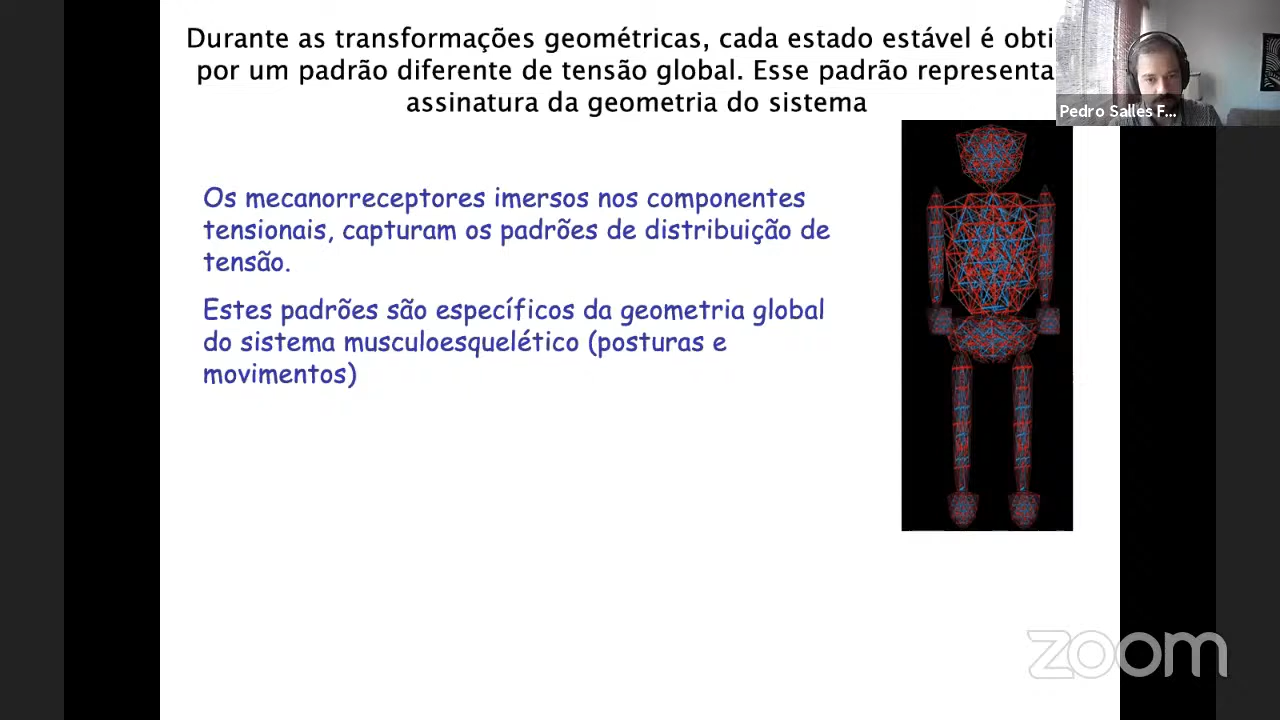 Durante as transformações geométricas, cada estado estável é obti
por um padrão diferente de tensão global. Esse padrão representa
assinatura da geometria do sistema
Pedro Salles F...
Os mecanorreceptores imersos nos componentes
tensionais, capturam os padrões de distribuição de
tensão.
Estes padrões são específicos da geometria global
do sistema musculoesquelético (posturas e
movimentos)
zoom